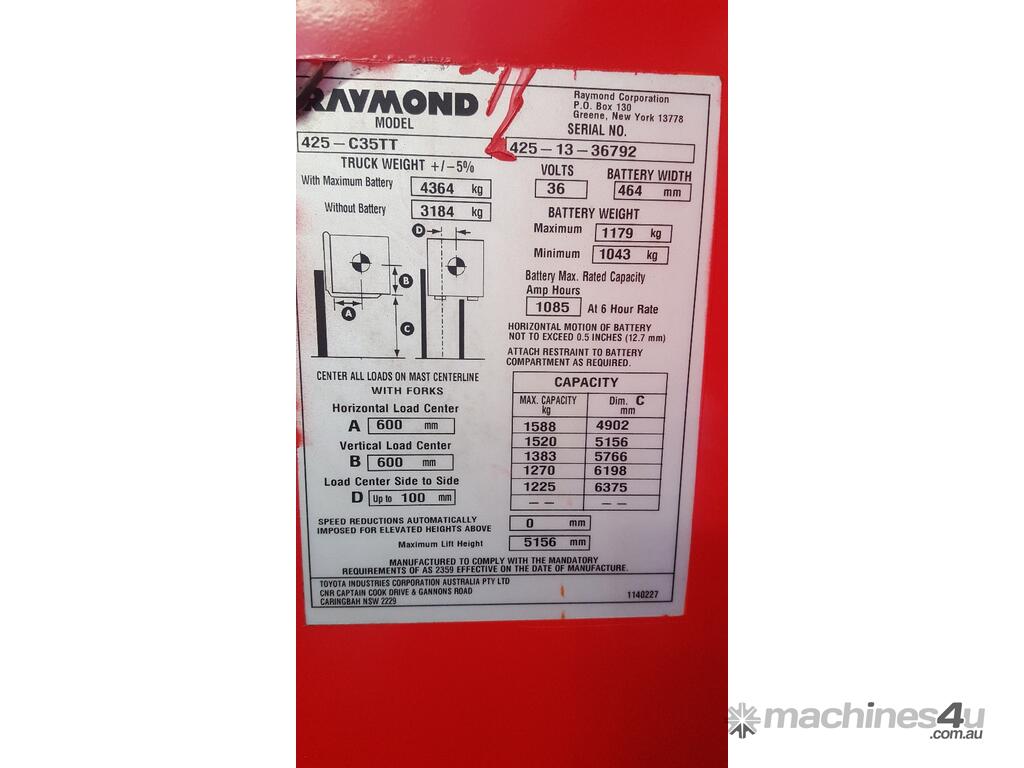 RAYMOND
Raymond Corporation
P.O. Box 130
Greene, New York 13778
MODEL
SERIAL NO.
425-C35TT
425-13-36792
TRUCK WEIGHT +/-5%
With Maximum Battery 4364 kg
Without Battery 3184 kg
VOLTS
36
BATTERY WIDTH
464 mm
BATTERY WEIGHT
Maximum 1179 kg
Minimum 1043 kg
Battery Max. Rated Capacity
Amp Hours
1085 At 6 Hour Rate
HORIZONTAL MOTION OF BATTERY
NOT TO EXCEED 0.5 INCHES (12.7 mm)
ATTACH RESTRAINT TO BATTERY
COMPARTMENT AS REQUIRED.
D
B
A
C
CENTER ALL LOADS ON MAST CENTERLINE
WITH FORKS
Horizontal Load Center
A 600 mm
Vertical Load Center
B 600 mm
Load Center Side to Side
D Up to 100 mm
CAPACITY
MAX. CAPACITY kg Dim. C mm
1588 4902
1520 5156
1383 5766
1270 6198
1225 6375
-- --
SPEED REDUCTIONS AUTOMATICALLY
IMPOSED FOR ELEVATED HEIGHTS ABOVE 0 mm
Maximum Lift Height 5156 mm
MANUFACTURED TO COMPLY WITH THE MANDATORY
REQUIREMENTS OF AS 2359 EFFECTIVE ON THE DATE OF MANUFACTURE.
TOYOTA INDUSTRIES CORPORATION AUSTRALIA PTY LTD
CNR CAPTAIN COOK DRIVE & GANNONS ROAD
CARINGBAH NSW 2229
1140227
machines4u
.com.au